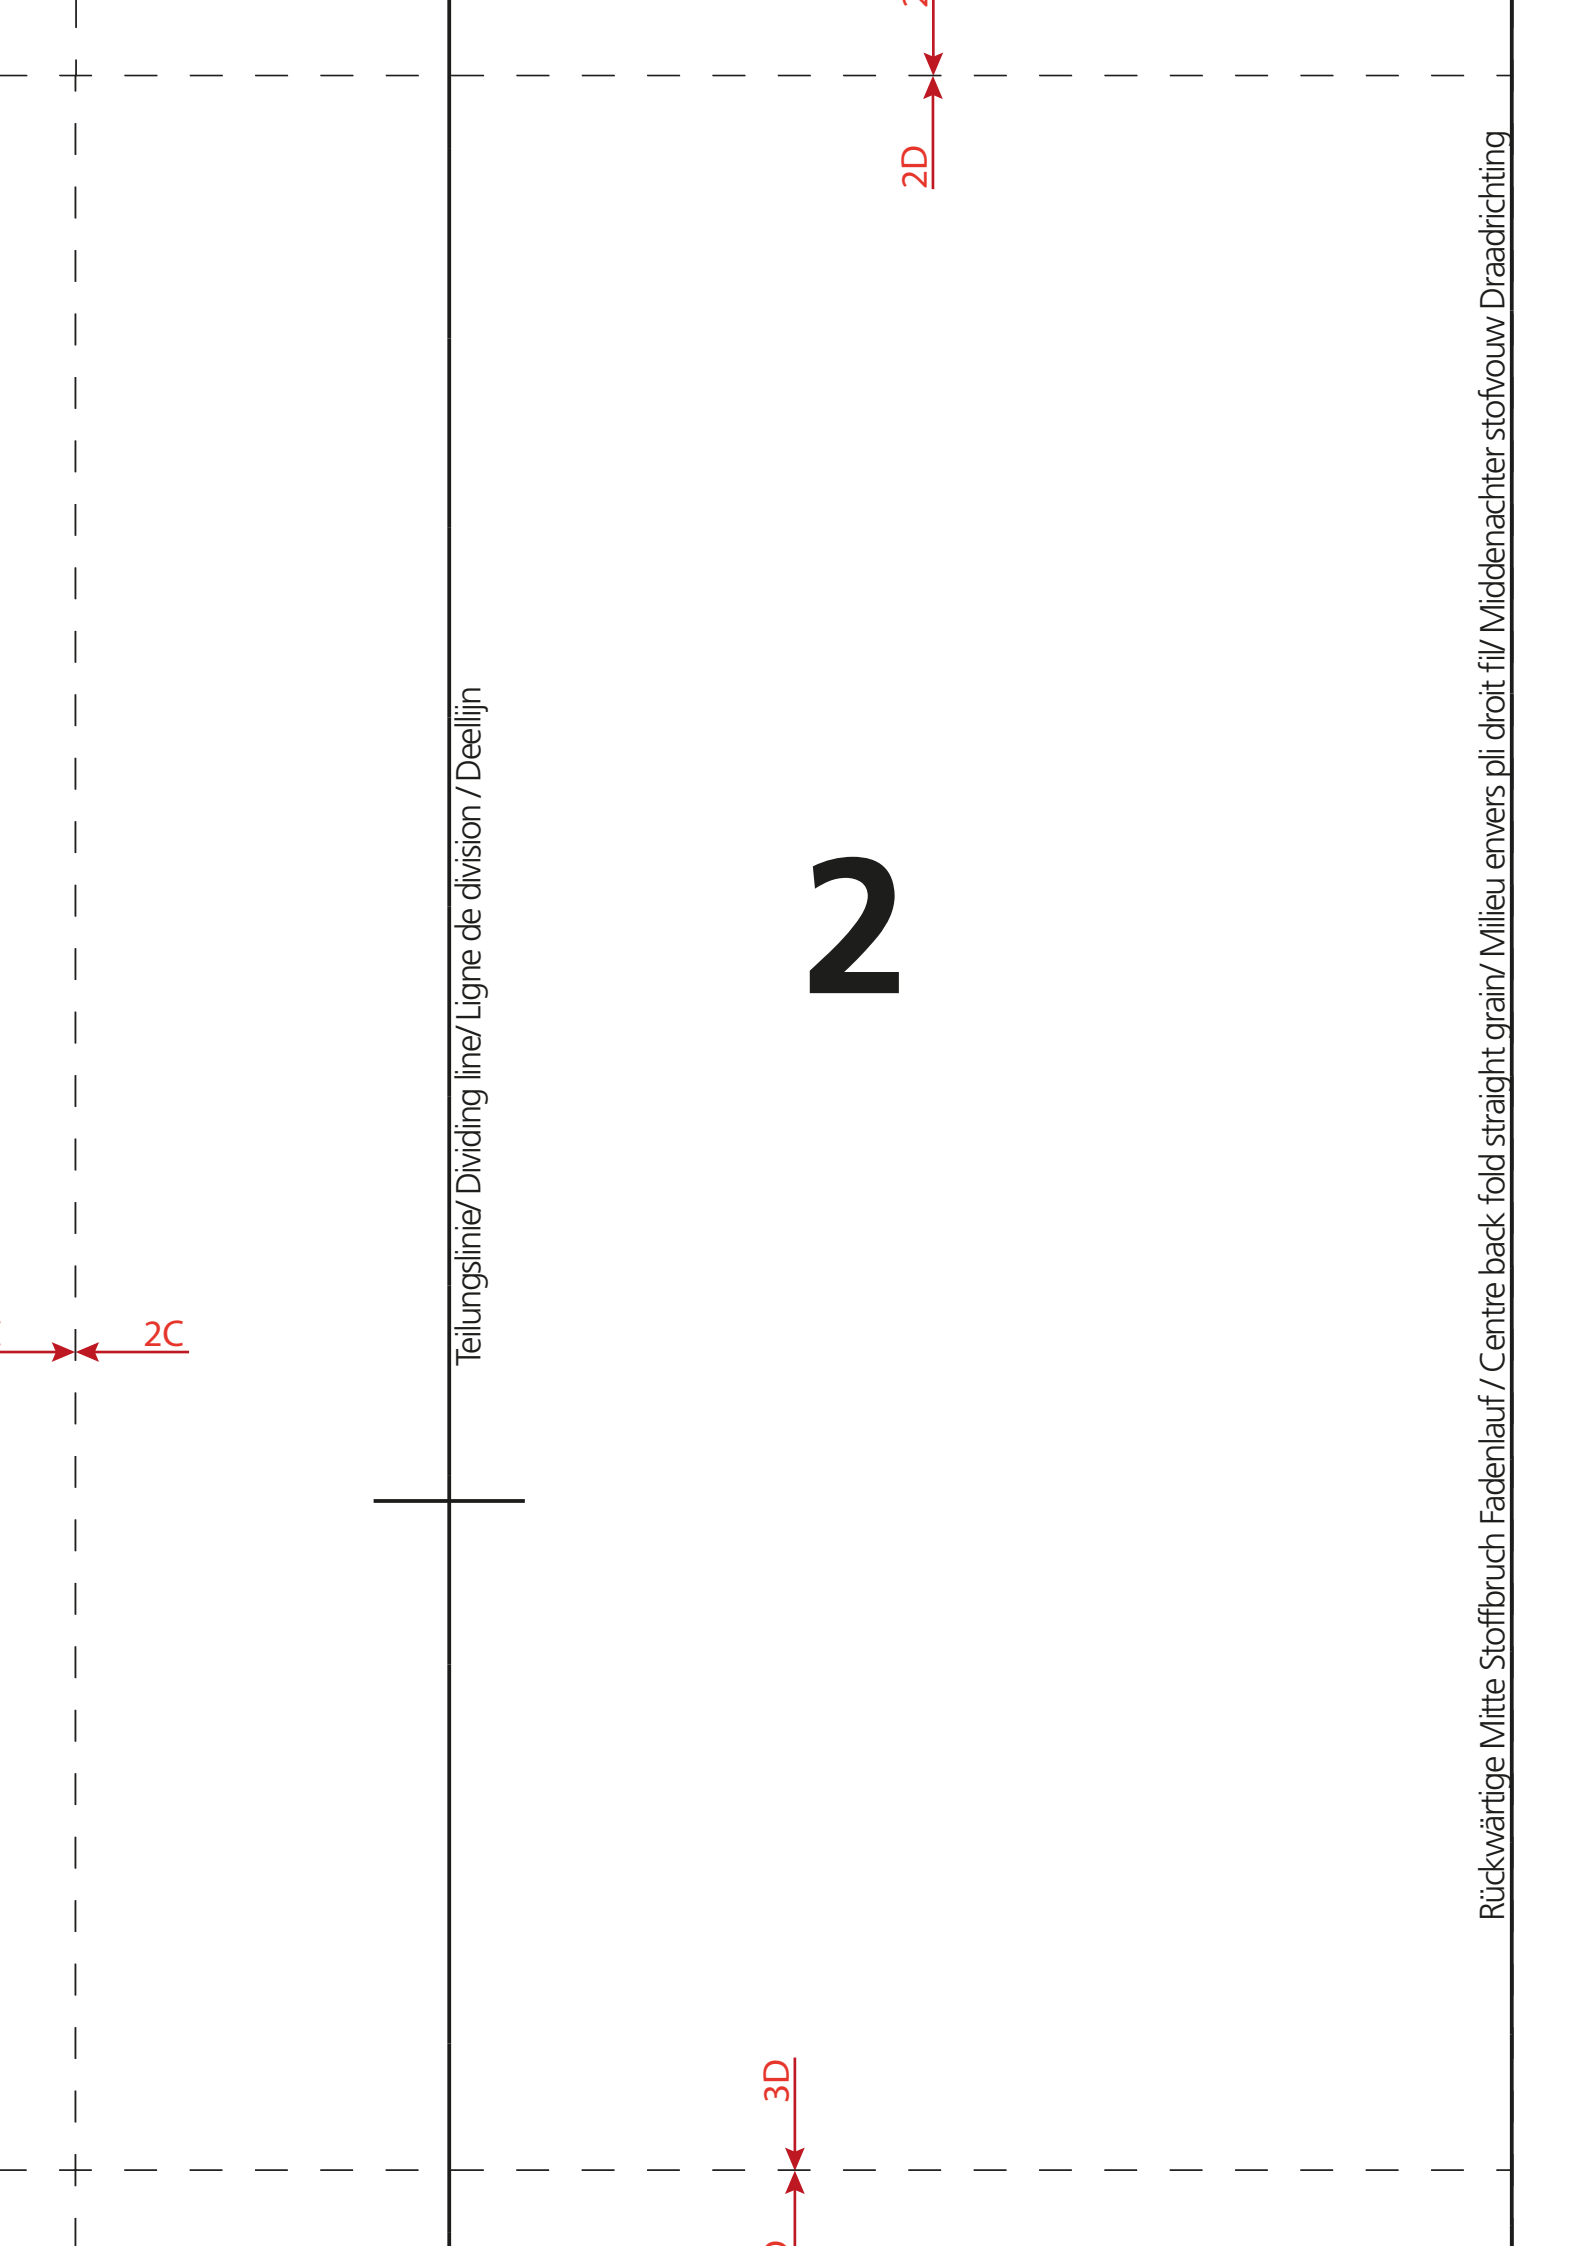 2D
Rückwärtige Mitte Stoffbruch Fadenlauf / Centre back fold straight grain/ Milieu envers pli droit fil/ Middenachter stofvouw Draadrichting
Teilungslinie/ Dividing line/ Ligne de division / Deellijn
2
2C
3D